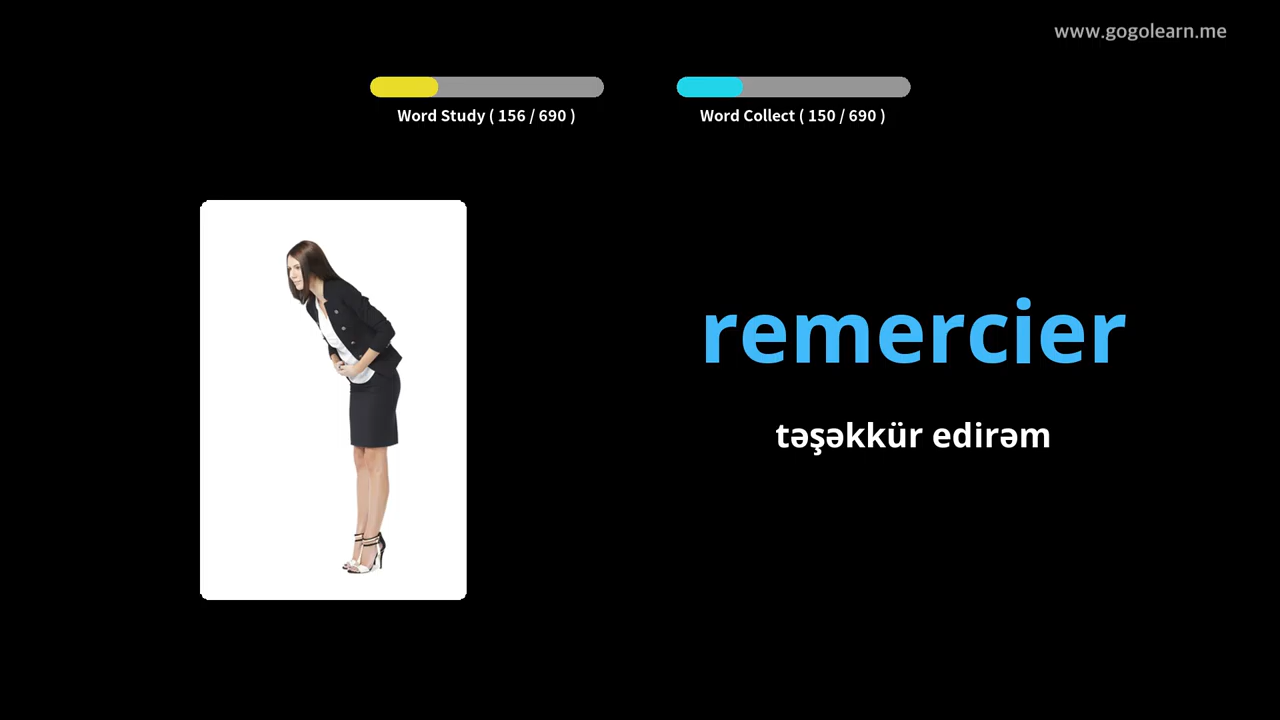 www.gogolearn.me
Word Study ( 156 / 690 )
Word Collect ( 150 / 690 )
remercier
təşəkkür edirəm